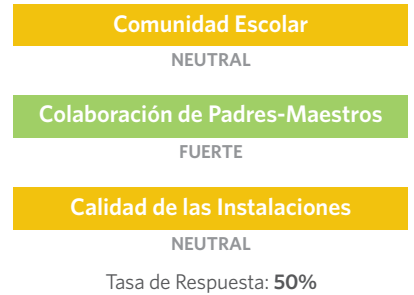 Comunidad Escolar
NEUTRAL
Colaboración de Padres-Maestros
FUERTE
Calidad de las Instalaciones
NEUTRAL
Tasa de Respuesta: 50%